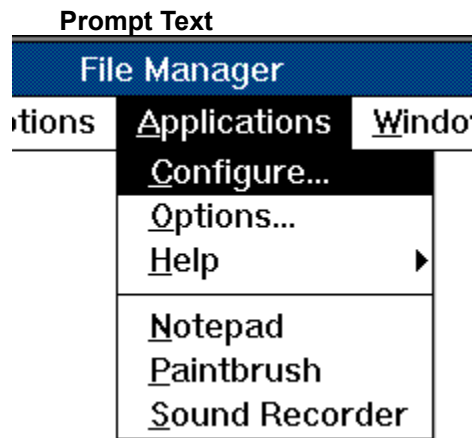 Prompt Text
File Manager
tions Applications Windo
Configure...
Options...
Help
Notepad
Paintbrush
Sound Recorder